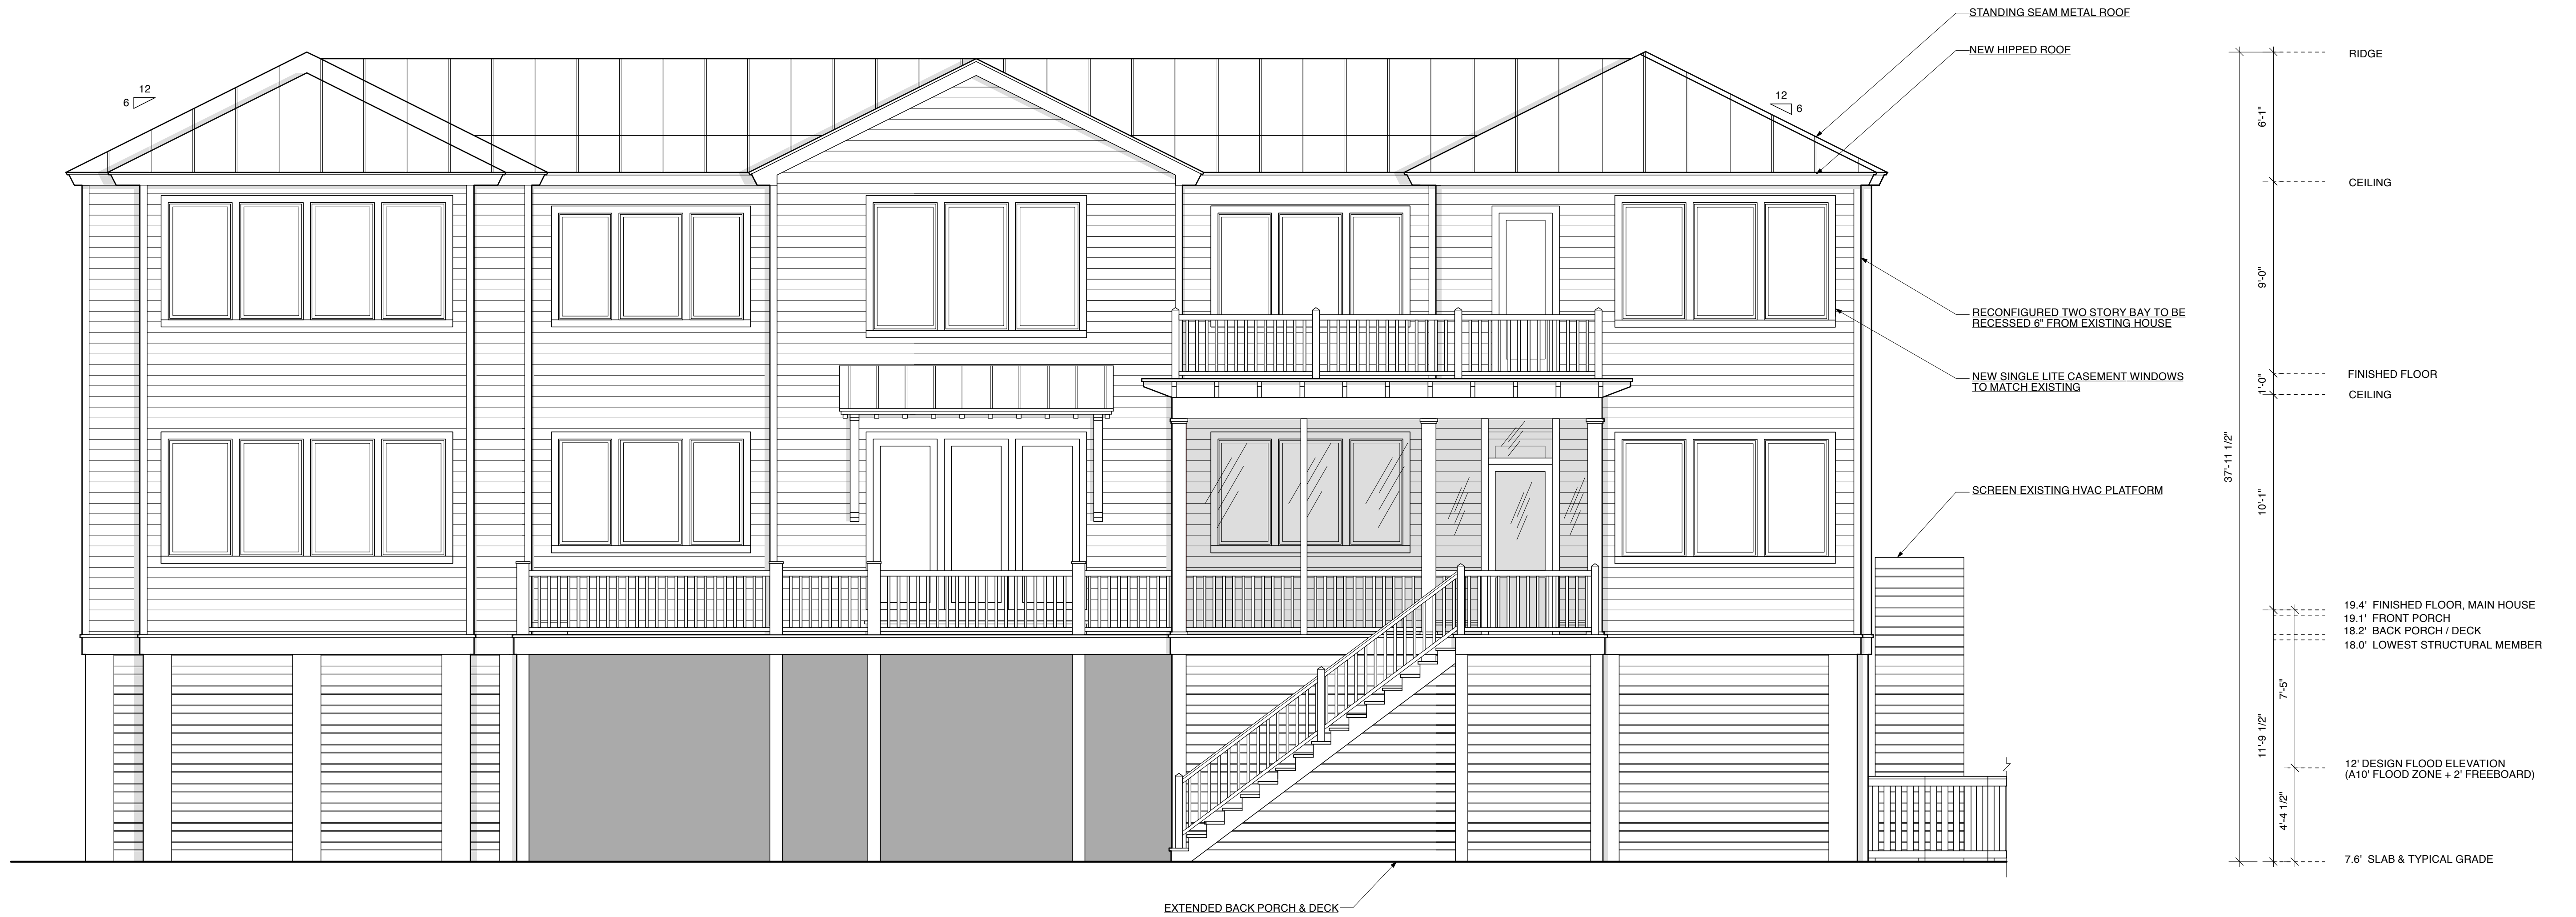 STANDING SEAM METAL ROOF
NEW HIPPED ROOF
RIDGE
12
6
12
6
6'-1"
CEILING
9'-0"
RECONFIGURED TWO STORY BAY TO BE
RECESSED 6" FROM EXISTING HOUSE
NEW SINGLE LITE CASEMENT WINDOWS
TO MATCH EXISTING
FINISHED FLOOR
1'-0"
CEILING
37'-11 1/2"
SCREEN EXISTING HVAC PLATFORM
10'-1"
19.4' FINISHED FLOOR, MAIN HOUSE
19.1' FRONT PORCH
18.2' BACK PORCH / DECK
18.0' LOWEST STRUCTURAL MEMBER
7'-5"
11'-9 1/2"
12' DESIGN FLOOD ELEVATION
(A10' FLOOD ZONE + 2' FREEBOARD)
4'-4 1/2"
7.6' SLAB & TYPICAL GRADE
EXTENDED BACK PORCH & DECK